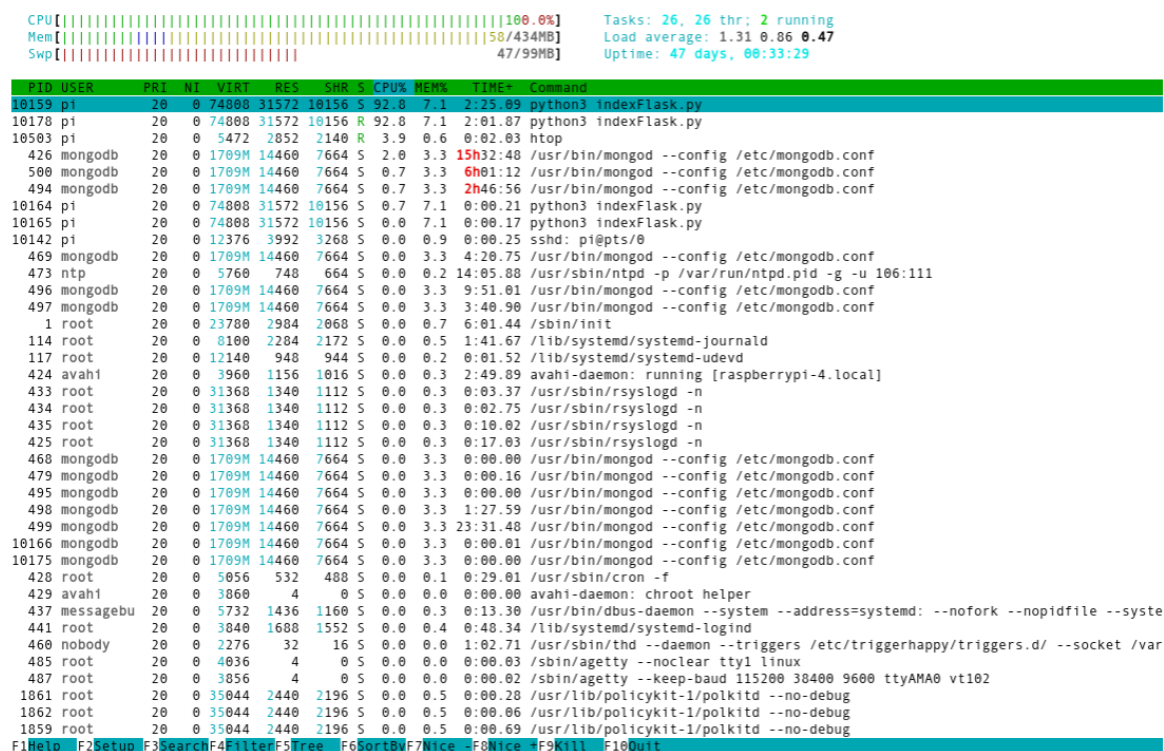 CPU[||||||||||||||||||||||||||||||||||||||||||||||||||||||100.0%]     Tasks: 26, 26 thr; 2 running
Mem[||||||||||||||||||||||||||||||||||||||||||||||||||||58/434MB]     Load average: 1.31 0.86 0.47
Swp[|||||||||||||||||||||||||||||                        47/99MB]     Uptime: 47 days, 00:33:29
PID USER PRI NI VIRT RES SHR S CPU% MEM% TIME+ Command
10159 pi 20 0 74808 31572 10156 S 92.8 7.1 2:25.09 python3 indexFlask.py
10178 pi 20 0 74808 31572 10156 R 92.8 7.1 2:01.87 python3 indexFlask.py
10503 pi 20 0 5472 2852 2140 R 3.9 0.6 0:02.03 htop
426 mongodb 20 0 1709M 14460 7664 S 2.0 3.3 15h32:48 /usr/bin/mongod --config /etc/mongodb.conf
500 mongodb 20 0 1709M 14460 7664 S 0.7 3.3 6h01:12 /usr/bin/mongod --config /etc/mongodb.conf
494 mongodb 20 0 1709M 14460 7664 S 0.7 3.3 2h46:56 /usr/bin/mongod --config /etc/mongodb.conf
10164 pi 20 0 74808 31572 10156 S 0.7 7.1 0:00.21 python3 indexFlask.py
10165 pi 20 0 74808 31572 10156 S 0.0 7.1 0:00.17 python3 indexFlask.py
10142 pi 20 0 12376 3992 3268 S 0.0 0.9 0:00.25 sshd: pi@pts/0
469 mongodb 20 0 1709M 14460 7664 S 0.0 3.3 4:20.75 /usr/bin/mongod --config /etc/mongodb.conf
473 ntp 20 0 5760 748 664 S 0.0 0.2 14:05.88 /usr/sbin/ntpd -p /var/run/ntpd.pid -g -u 106:111
496 mongodb 20 0 1709M 14460 7664 S 0.0 3.3 9:51.01 /usr/bin/mongod --config /etc/mongodb.conf
497 mongodb 20 0 1709M 14460 7664 S 0.0 3.3 3:40.90 /usr/bin/mongod --config /etc/mongodb.conf
1 root 20 0 23780 2984 2068 S 0.0 0.7 6:01.44 /sbin/init
114 root 20 0 8100 2284 2172 S 0.0 0.5 1:41.67 /lib/systemd/systemd-journald
117 root 20 0 12140 948 944 S 0.0 0.2 0:01.52 /lib/systemd/systemd-udevd
424 avahi 20 0 3960 1156 1016 S 0.0 0.3 2:49.89 avahi-daemon: running [raspberrypi-4.local]
433 root 20 0 31368 1340 1112 S 0.0 0.3 0:03.37 /usr/sbin/rsyslogd -n
434 root 20 0 31368 1340 1112 S 0.0 0.3 0:02.75 /usr/sbin/rsyslogd -n
435 root 20 0 31368 1340 1112 S 0.0 0.3 0:10.02 /usr/sbin/rsyslogd -n
425 root 20 0 31368 1340 1112 S 0.0 0.3 0:17.03 /usr/sbin/rsyslogd -n
468 mongodb 20 0 1709M 14460 7664 S 0.0 3.3 0:00.00 /usr/bin/mongod --config /etc/mongodb.conf
479 mongodb 20 0 1709M 14460 7664 S 0.0 3.3 0:00.16 /usr/bin/mongod --config /etc/mongodb.conf
495 mongodb 20 0 1709M 14460 7664 S 0.0 3.3 0:00.00 /usr/bin/mongod --config /etc/mongodb.conf
498 mongodb 20 0 1709M 14460 7664 S 0.0 3.3 1:27.59 /usr/bin/mongod --config /etc/mongodb.conf
499 mongodb 20 0 1709M 14460 7664 S 0.0 3.3 23:31.48 /usr/bin/mongod --config /etc/mongodb.conf
10166 mongodb 20 0 1709M 14460 7664 S 0.0 3.3 0:00.01 /usr/bin/mongod --config /etc/mongodb.conf
10175 mongodb 20 0 1709M 14460 7664 S 0.0 3.3 0:00.00 /usr/bin/mongod --config /etc/mongodb.conf
428 root 20 0 5056 532 488 S 0.0 0.1 0:29.01 /usr/sbin/cron -f
429 avahi 20 0 3860 4 0 S 0.0 0.0 0:00.00 avahi-daemon: chroot helper
437 messagebu 20 0 5732 1436 1160 S 0.0 0.3 0:13.30 /usr/bin/dbus-daemon --system --address=systemd: --nofork --nopidfile --syste
441 root 20 0 3840 1688 1552 S 0.0 0.4 0:48.34 /lib/systemd/systemd-logind
460 nobody 20 0 2276 32 16 S 0.0 0.0 1:02.71 /usr/sbin/thd --daemon --triggers /etc/triggerhappy/triggers.d/ --socket /var
485 root 20 0 4036 4 0 S 0.0 0.0 0:00.03 /sbin/agetty --noclear tty1 linux
487 root 20 0 3856 4 0 S 0.0 0.0 0:00.02 /sbin/agetty --keep-baud 115200 38400 9600 ttyAMA0 vt102
1861 root 20 0 35044 2440 2196 S 0.0 0.5 0:00.28 /usr/lib/policykit-1/polkitd --no-debug
1862 root 20 0 35044 2440 2196 S 0.0 0.5 0:00.06 /usr/lib/policykit-1/polkitd --no-debug
1859 root 20 0 35044 2440 2196 S 0.0 0.5 0:00.69 /usr/lib/policykit-1/polkitd --no-debug
F1Help F2Setup F3SearchF4FilterF5Tree F6SortByF7Nice -F8Nice +F9Kill F10Quit